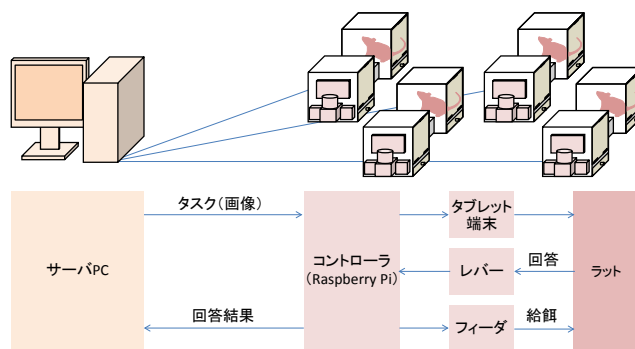 タスク(画像)
タブレット
端末
サーバPC
コントローラ
(Raspberry Pi)
レバー
回答
ラット
回答結果
フィーダ
給餌